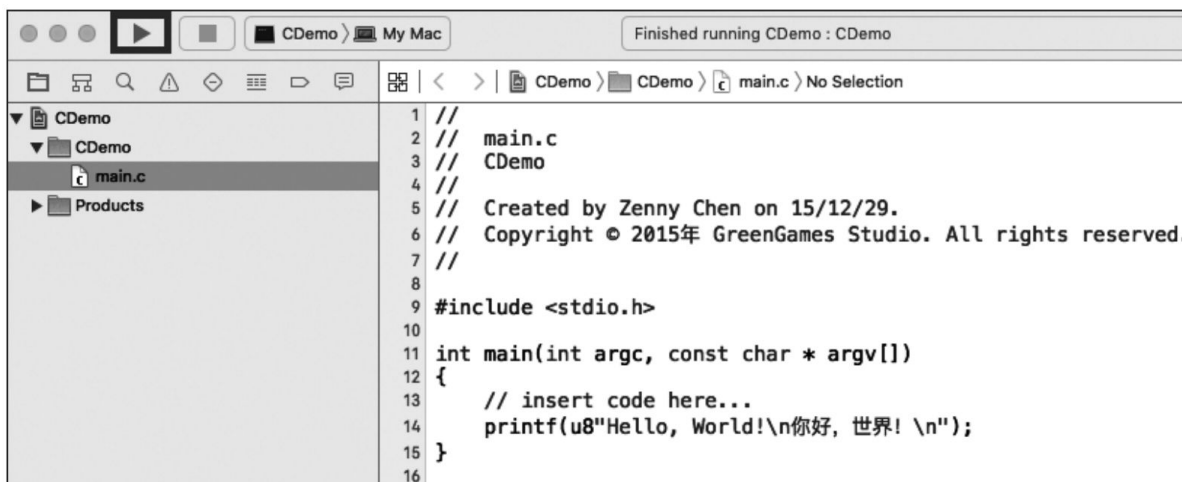 CDemo My Mac
Finished running CDemo : CDemo
CDemo CDemo main.c No Selection
CDemo
CDemo
main.c
Products
1 //
2 // main.c
3 // CDemo
4 //
5 // Created by Zenny Chen on 15/12/29.
6 // Copyright © 2015年 GreenGames Studio. All rights reserved.
7 //
8
9 #include <stdio.h>
10
11 int main(int argc, const char * argv[])
12 {
13 // insert code here...
14 printf(u8"Hello, World!\n你好，世界！\n");
15 }
16